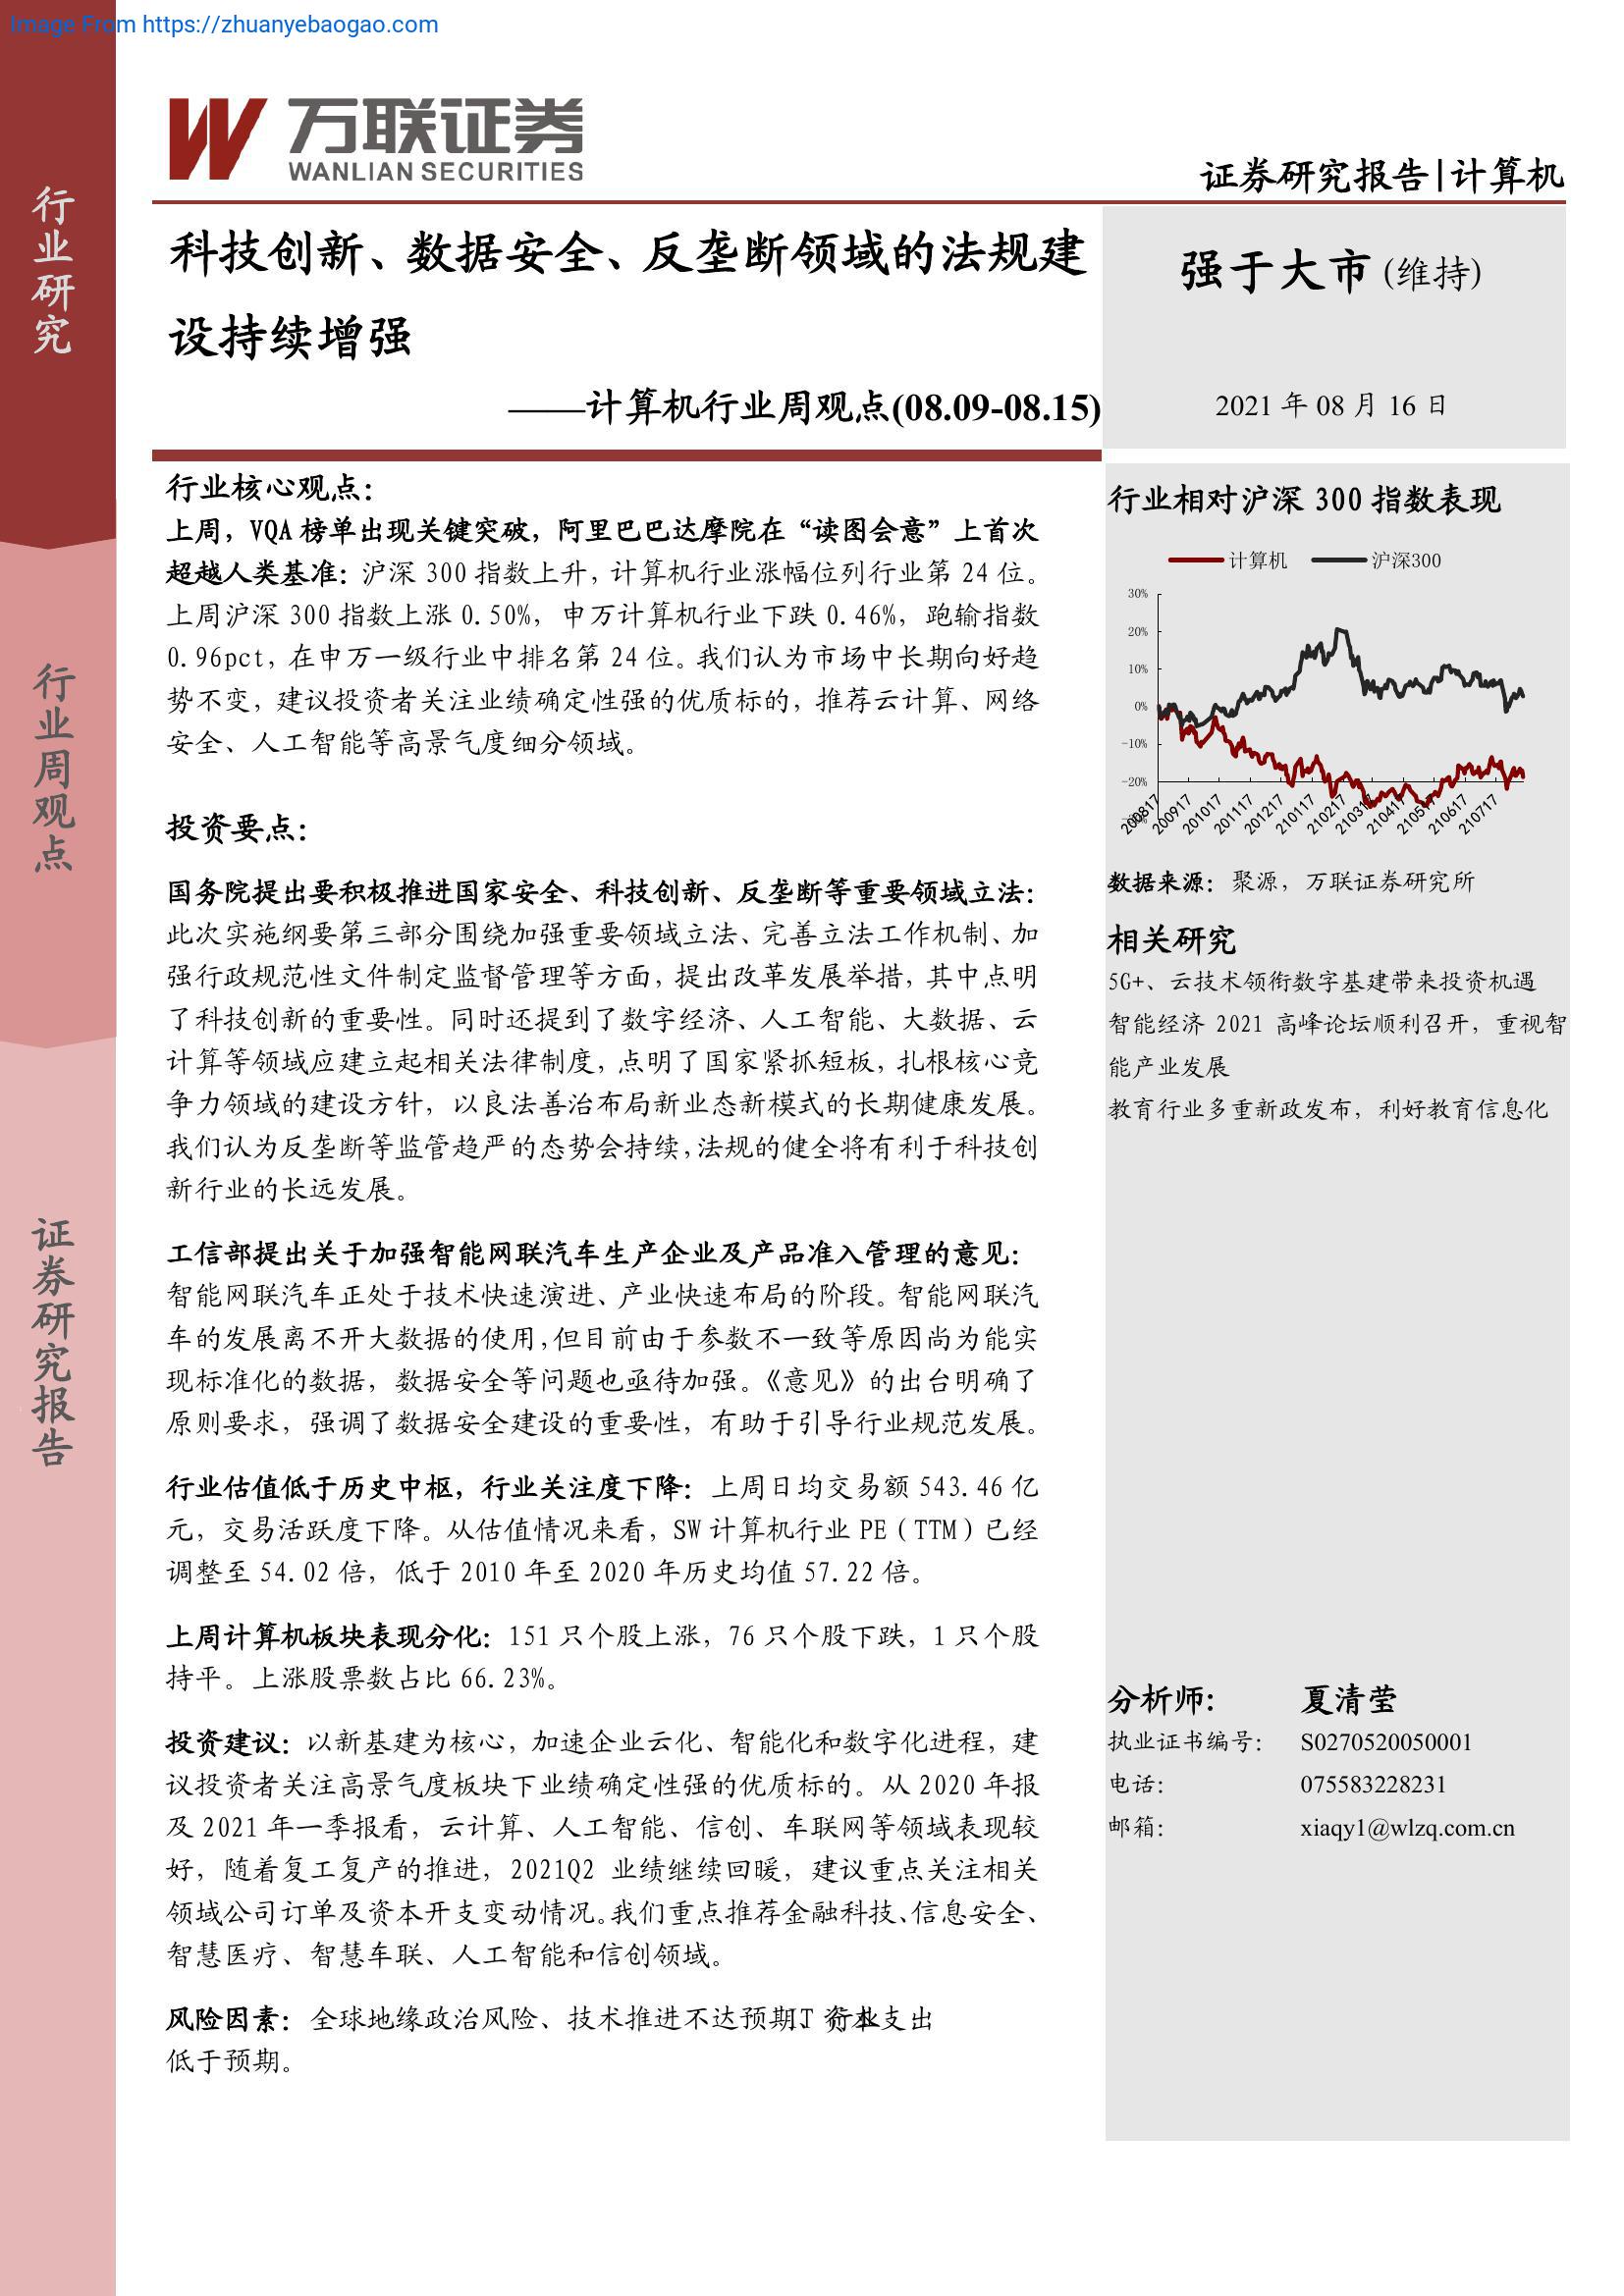 Image From https://zhuanyebaogao.com
万联证券
WANLIAN SECURITIES
证券研究报告|计算机
行业研究
行业周观点
证券研究报告
科技创新、数据安全、反垄断领域的法规建
设持续增强
——计算机行业周观点(08.09-08.15)
强于大市(维持)
2021 年 08 月 16 日
行业核心观点：
上周，VQA 榜单出现关键突破，阿里巴巴达摩院在“读图会意”上首次
超越人类基准：沪深 300 指数上升，计算机行业涨幅位列行业第 24 位。
上周沪深 300 指数上涨 0.50%，申万计算机行业下跌 0.46%，跑输指数
0.96pct，在申万一级行业中排名第 24 位。我们认为市场中长期向好趋
势不变，建议投资者关注业绩确定性强的优质标的，推荐云计算、网络
安全、人工智能等高景气度细分领域。
投资要点：
国务院提出要积极推进国家安全、科技创新、反垄断等重要领域立法：
此次实施纲要第三部分围绕加强重要领域立法、完善立法工作机制、加
强行政规范性文件制定监督管理等方面，提出改革发展举措，其中点明
了科技创新的重要性。同时还提到了数字经济、人工智能、大数据、云
计算等领域应建立起相关法律制度，点明了国家紧抓短板，扎根核心竞
争力领域的建设方针，以良法善治布局新业态新模式的长期健康发展。
我们认为反垄断等监管趋严的态势会持续，法规的健全将有利于科技创
新行业的长远发展。
工信部提出关于加强智能网联汽车生产企业及产品准入管理的意见：
智能网联汽车正处于技术快速演进、产业快速布局的阶段。智能网联汽
车的发展离不开大数据的使用，但目前由于参数不一致等原因尚为能实
现标准化的数据，数据安全等问题也亟待加强。《意见》的出台明确了
原则要求，强调了数据安全建设的重要性，有助于引导行业规范发展。
行业估值低于历史中枢，行业关注度下降：上周日均交易额 543.46 亿
元，交易活跃度下降。从估值情况来看，SW 计算机行业 PE（TTM）已经
调整至 54.02 倍，低于 2010 年至 2020 年历史均值 57.22 倍。
上周计算机板块表现分化：151 只个股上涨，76 只个股下跌，1 只个股
持平。上涨股票数占比 66.23%。
投资建议：以新基建为核心，加速企业云化、智能化和数字化进程，建
议投资者关注高景气度板块下业绩确定性强的优质标的。从 2020 年报
及 2021 年一季报看，云计算、人工智能、信创、车联网等领域表现较
好，随着复工复产的推进，2021Q2 业绩继续回暖，建议重点关注相关
领域公司订单及资本开支变动情况。我们重点推荐金融科技、信息安全、
智慧医疗、智慧车联、人工智能和信创领域。
风险因素：全球地缘政治风险、技术推进不达预期、 支出
低于预期。
行业相对沪深 300 指数表现
计算机 沪深300
30%
20%
10%
0%
-10%
-20%
200817 200917 201017 201117 201217 210117 210217 210317 210417 210517 210617 210717
数据来源：聚源，万联证券研究所
相关研究
5G+、云技术领衔数字基建带来投资机遇
智能经济 2021 高峰论坛顺利召开，重视智
能产业发展
教育行业多重新政发布，利好教育信息化
分析师： 夏清莹
执业证书编号： S0270520050001
电话： 075583228231
邮箱： xiaqy1@wlzq.com.cn